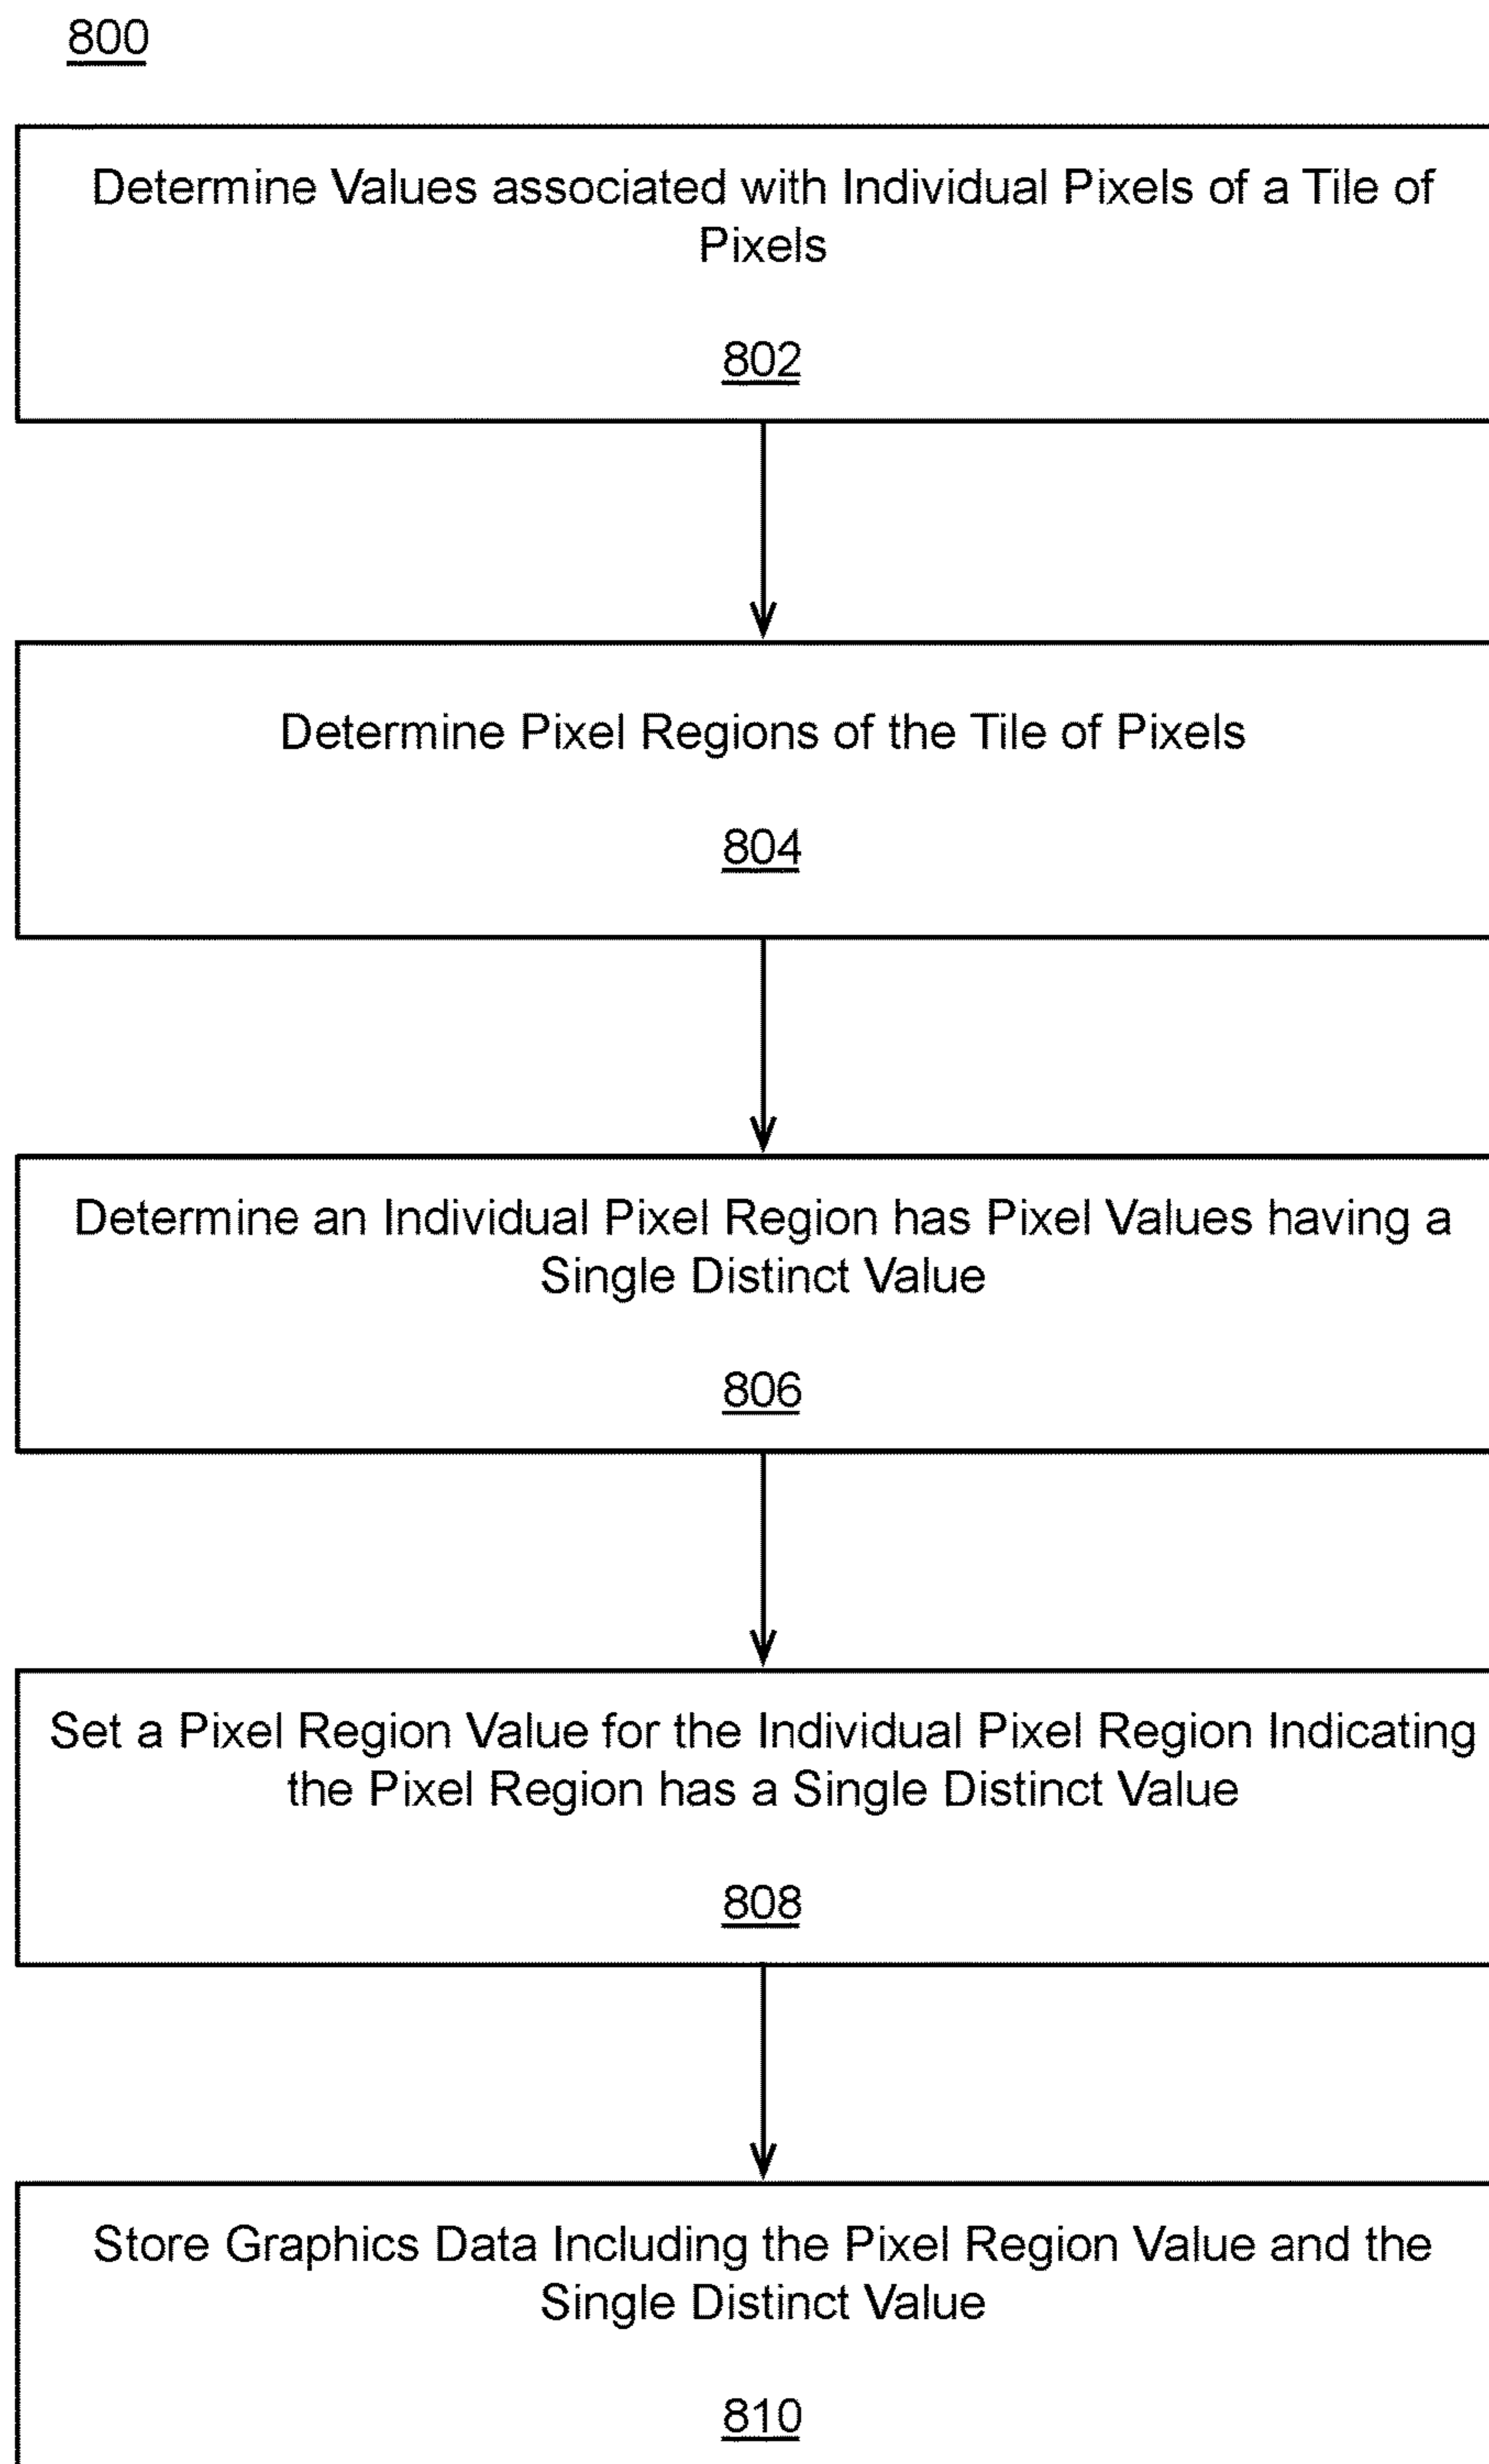 800
Determine Values associated with Individual Pixels of a Tile of
Pixels
802
Determine Pixel Regions of the Tile of Pixels
804
Determine an Individual Pixel Region has Pixel Values having a
Single Distinct Value
806
Set a Pixel Region Value for the Individual Pixel Region Indicating
the Pixel Region has a Single Distinct Value
808
Store Graphics Data Including the Pixel Region Value and the
Single Distinct Value
810